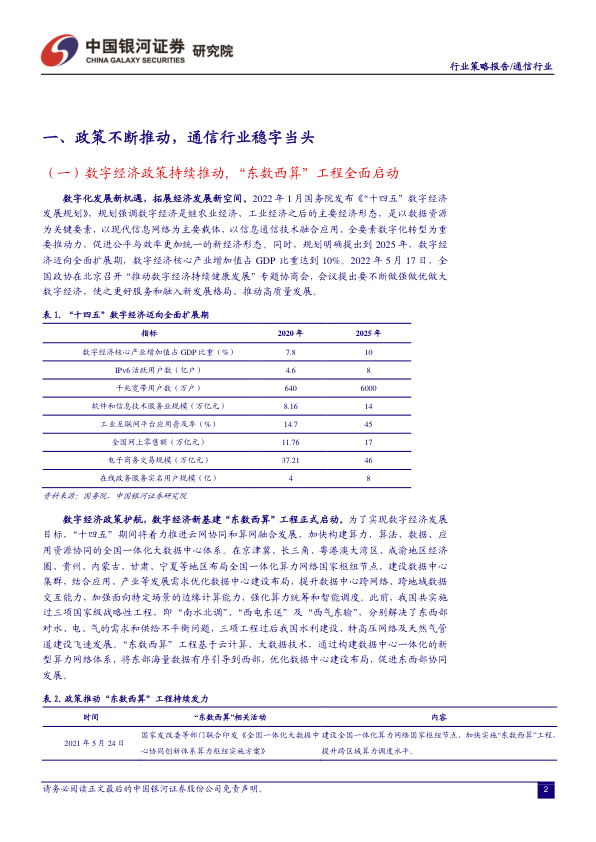 中国银河证券 研究院
CHINA GALAXY SECURITIES
行业策略报告/通信行业
一、政策不断推动，通信行业稳字当头
（一）数字经济政策持续推动，“东数西算”工程全面启动
数字化发展新机遇，拓展经济发展新空间。2022 年 1 月国务院发布《“十四五”数字经济
发展规划》，规划强调数字经济是继农业经济、工业经济之后的主要经济形态，是以数据资源
为关键要素，以现代信息网络为主要载体，以信息通信技术融合应用、全要素数字化转型为重
要推动力，促进公平与效率更加统一的新经济形态。同时，规划明确提出到 2025 年，数字经
济迈向全面扩展期，数字经济核心产业增加值占 GDP 比重达到 10%。2022 年 5 月 17 日，全
国政协在北京召开“推动数字经济持续健康发展”专题协商会，会议提出要不断做强做优做大
数字经济，使之更好服务和融入新发展格局、推动高质量发展。
表 1. “十四五”数字经济迈向全面扩展期
指标 2020 年 2025 年
数字经济核心产业增加值占 GDP 比重（%） 7.8 10
IPv6 活跃用户数（亿户） 4.6 8
千兆宽带用户数（万户） 640 6000
软件和信息技术服务业规模（万亿元） 8.16 14
工业互联网平台应用普及率（%） 14.7 45
全国网上零售额（万亿元） 11.76 17
电子商务交易规模（万亿元） 37.21 46
在线政务服务实名用户规模（亿） 4 8
资料来源：国务院，中国银河证券研究院
数字经济政策护航，数字经济新基建“东数西算”工程正式启动。为了实现数字经济发展
目标，“十四五”期间将着力推进云网协同和算网融合发展，加快构建算力、算法、数据、应
用资源协同的全国一体化大数据中心体系。在京津冀、长三角、粤港澳大湾区、成渝地区经济
圈、贵州、内蒙古、甘肃、宁夏等地区布局全国一体化算力网络国家枢纽节点，建设数据中心
集群，结合应用、产业等发展需求优化数据中心建设布局，提升数据中心跨网络、跨地域数据
交互能力，加强面向特定场景的边缘计算能力，强化算力统筹和智能调度。此前，我国共实施
过三项国家级战略性工程，即“南水北调”、“西电东送”及“西气东输”，分别解决了东西部
对水、电、气的需求和供给不平衡问题，三项工程过后我国水利建设、特高压网络及天然气管
道建设飞速发展。“东数西算”工程基于云计算、大数据技术，通过构建数据中心一体化的新
型算力网络体系，将东部海量数据有序引导到西部，优化数据中心建设布局，促进东西部协同
发展。
表 2. 政策推动“东数西算”工程持续发力
时间 “东数西算”相关活动 内容
2021 年 5 月 24 日 国家发改委等部门联合印发《全国一体化大数据中 建设全国一体化算力网络国家枢纽节点，加快实施“东数西算”工程，
心协同创新体系算力枢纽实施方案》 提升跨区域算力调度水平。
请务必阅读正文最后的中国银河证券股份公司免责声明。
2